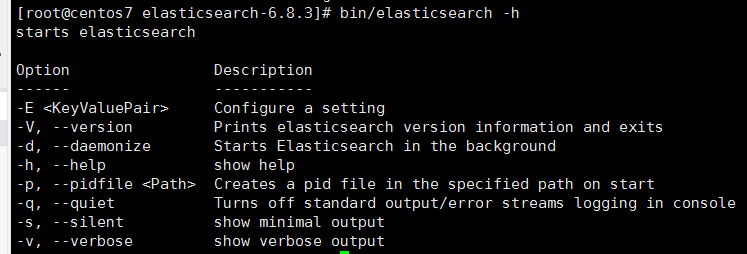 [root@centos7 elasticsearch-6.8.3]# bin/elasticsearch -h
starts elasticsearch
Option                Description
------                -----------
-E <KeyValuePair>     Configure a setting
-V, --version         Prints elasticsearch version information and exits
-d, --daemonize       Starts Elasticsearch in the background
-h, --help            show help
-p, --pidfile <Path>  Creates a pid file in the specified path on start
-q, --quiet           Turns off standard output/error streams logging in console
-s, --silent          show minimal output
-v, --verbose         show verbose output